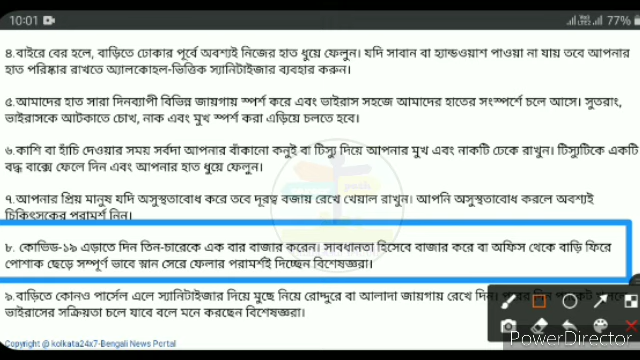 10:01
77%
৪.বাইরে বের হলে, বাড়িতে ঢোকার পূর্বে অবশ্যই নিজের হাত ধুয়ে ফেলুন। যদি সাবান বা হ্যান্ডওয়াশ পাওয়া না যায় তবে আপনার
হাত পরিষ্কার রাখতে অ্যালকোহল-ভিত্তিক স্যানিটাইজার ব্যবহার করুন।
৫.আমাদের হাত সারা দিনব্যাপী বিভিন্ন জায়গায় স্পর্শ করে এবং ভাইরাস সহজে আমাদের হাতের সংস্পর্শে চলে আসে। সুতরাং,
ভাইরাসকে আটকাতে চোখ, নাক এবং মুখ স্পর্শ করা এড়িয়ে চলতে হবে।
৬.কাশি বা হাঁচি দেওয়ার সময় সর্বদা আপনার বাঁকানো কনুই বা টিস্যু দিয়ে আপনার মুখ এবং নাকটি ঢেকে রাখুন। টিস্যুটিকে একটি
বদ্ধ বাক্সে ফেলে দিন এবং আপনার হাত ধুয়ে ফেলুন।
৭.আপনার প্রিয় মানুষ যদি অসুস্থতাবোধ করে তবে দূরত্ব বজায় রেখে খেয়াল রাখুন। আপনি অসুস্থতাবোধ করলে অবশ্যই
চিকিৎসকের পরামর্শ নিন।
৮. কোভিড-১৯ এড়াতে দিন তিন-চারেকে এক বার বাজার করেন। সাবধানতা হিসেবে বাজার করে বা অফিস থেকে বাড়ি ফিরে
পোশাক ছেড়ে সম্পূর্ণ ভাবে স্নান সেরে ফেলার পরামর্শই দিচ্ছেন বিশেষজ্ঞরা।
৯.বাড়িতে কোনও পার্সেল এলে স্যানিটাইজার দিয়ে মুছে নিয়ে রোদ্দুরে বা আলাদা জায়গায় রেখে দিন।
ভাইরাসের সক্রিয়তা চলে যাবে বলে মনে করছেন বিশেষজ্ঞরা।
Copyright @ kolkata24x7-Bengali News Portal
PowerDirector